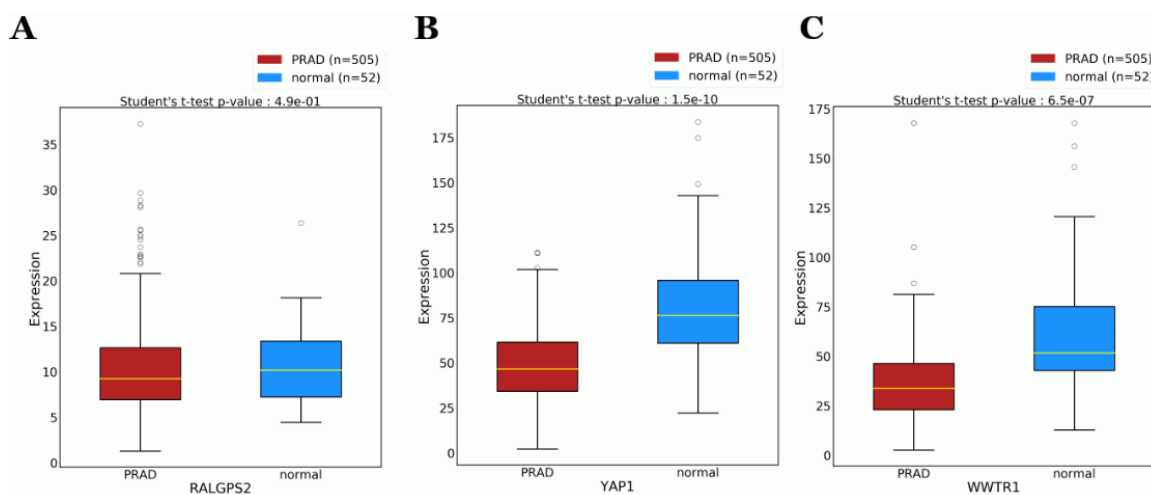 A
PRAD (n=505)
normal (n=52)
Student's t-test p-value : 4.9e-01
35
30
25
20
15
10
5
0
Expression
PRAD
normal
RALGPS2
B
PRAD (n=505)
normal (n=52)
Student's t-test p-value : 1.5e-10
175
150
125
100
75
50
25
0
Expression
PRAD
normal
YAP1
C
PRAD (n=505)
normal (n=52)
Student's t-test p-value : 6.5e-07
175
150
125
100
75
50
25
0
Expression
PRAD
normal
WWTR1